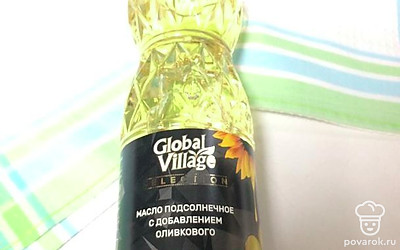 Global
Village
SELECTION
МАСЛО ПОДСОЛНЕЧНОЕ
С ДОБАВЛЕНИЕМ
ОЛИВКОВОГО
povarok.ru